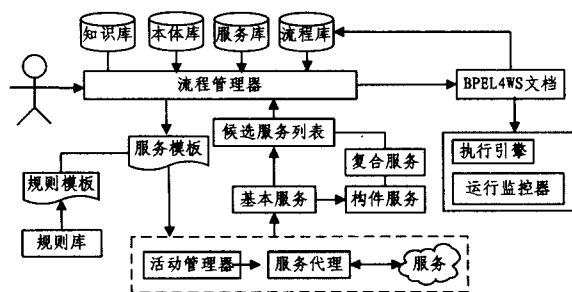 知识库
本体库
服务库
流程库
流程管理器
BPEL4WS文档
候选服务列表
服务模板
复合服务
执行引擎
规则模板
基本服务
构件服务
运行监控器
规则库
活动管理器
服务代理
服务